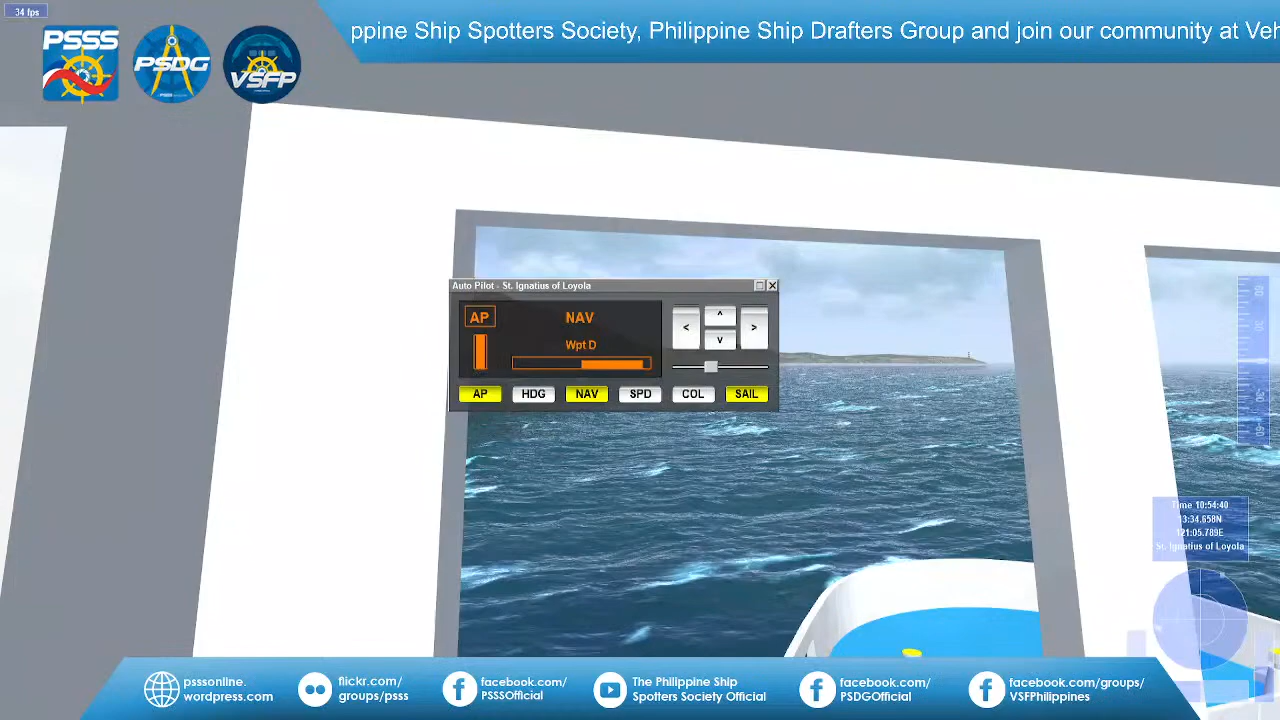 34 fps
PSSS
PSDG
VSFP
ppine Ship Spotters Society, Philippine Ship Drafters Group and join our community at Veh
Auto Pilot - St. Ignatius of Loyola
AP
NAV
Wpt D
< ^ v >
AP HDG NAV SPD COL SAIL
Time 10:54:40
13:34.658N
121:05.789E
St. Ignatius of Loyola
psssonline.
wordpress.com
flickr.com/
groups/psss
facebook.com/
PSSSOfficial
The Philippine Ship
Spotters Society Official
facebook.com/
PSDGOfficial
facebook.com/groups/
VSFPhilippines